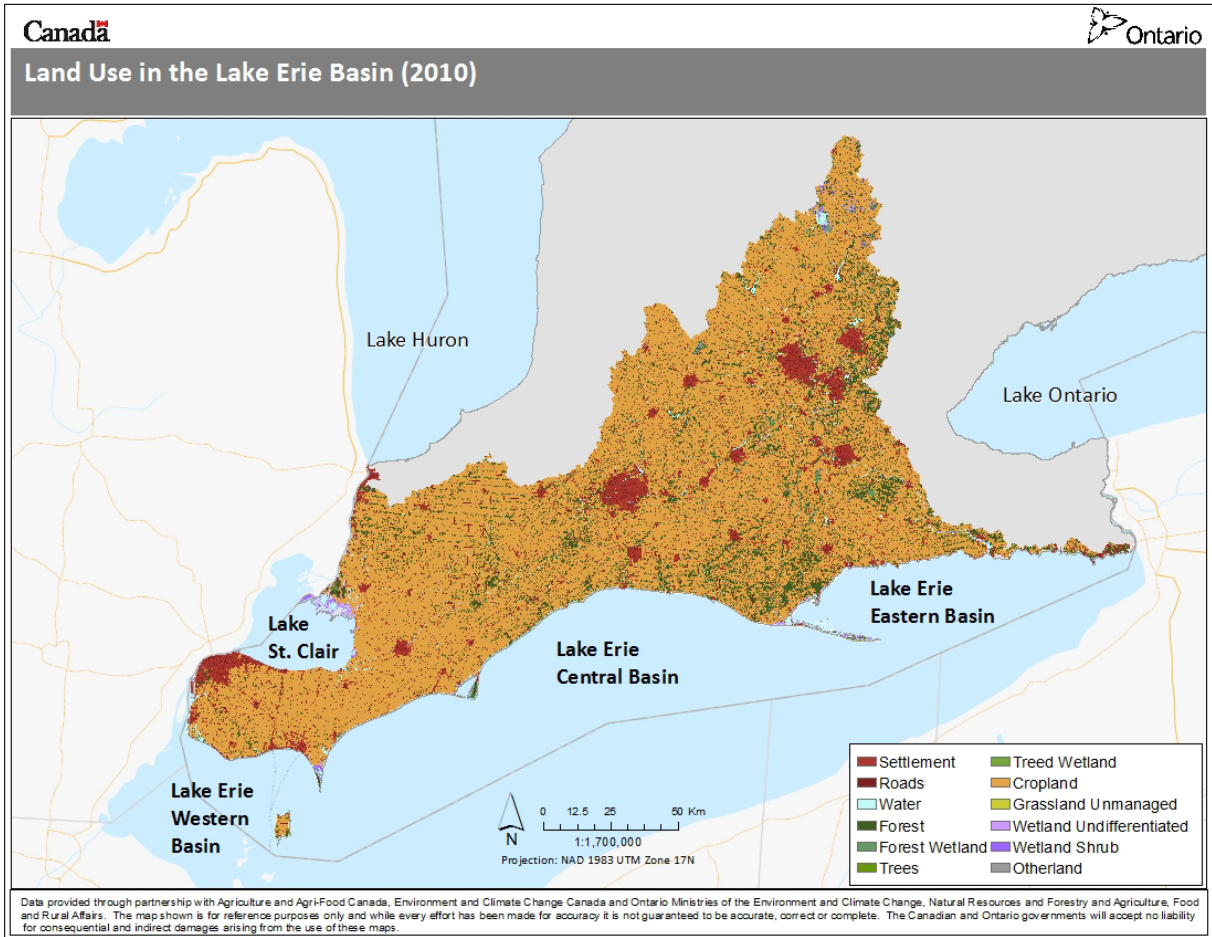 Canada
Ontario
Land Use in the Lake Erie Basin (2010)
Lake Huron
Lake Ontario
Lake Erie
Eastern Basin
Lake
St. Clair
Lake Erie
Central Basin
Lake Erie
Western
Basin
N
0 12.5 25 50 Km
1:1,700,000
Projection: NAD 1983 UTM Zone 17N
Settlement
Roads
Water
Forest
Forest Wetland
Trees
Treed Wetland
Cropland
Grassland Unmanaged
Wetland Undifferentiated
Wetland Shrub
Otherland
Data provided through partnership with Agriculture and Agri-Food Canada, Environment and Climate Change Canada and Ontario Ministries of the Environment and Climate Change, Natural Resources and Forestry and Agriculture, Food
and Rural Affairs. The map shown is for reference purposes only and while every effort has been made for accuracy it is not guaranteed to be accurate, correct or complete. The Canadian and Ontario governments will accept no liability
for consequential and indirect damages arising from the use of these maps.